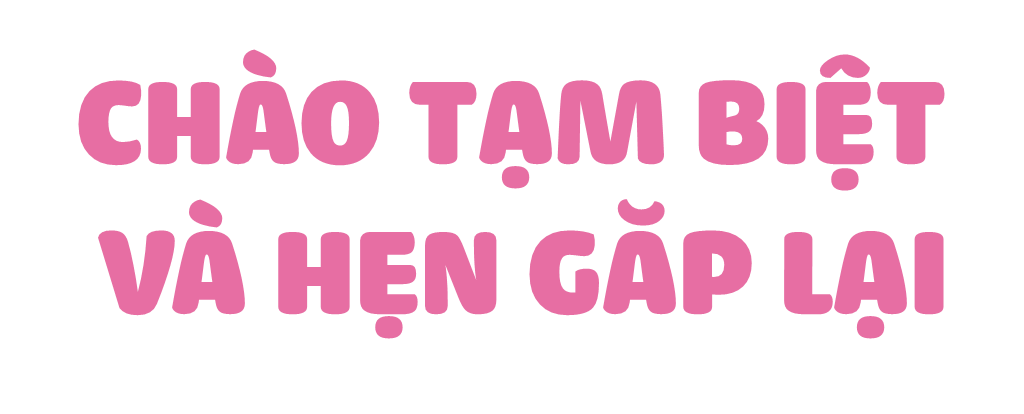 CHÀO TẠM BIỆT
VÀ HẸN GĂP LẠI